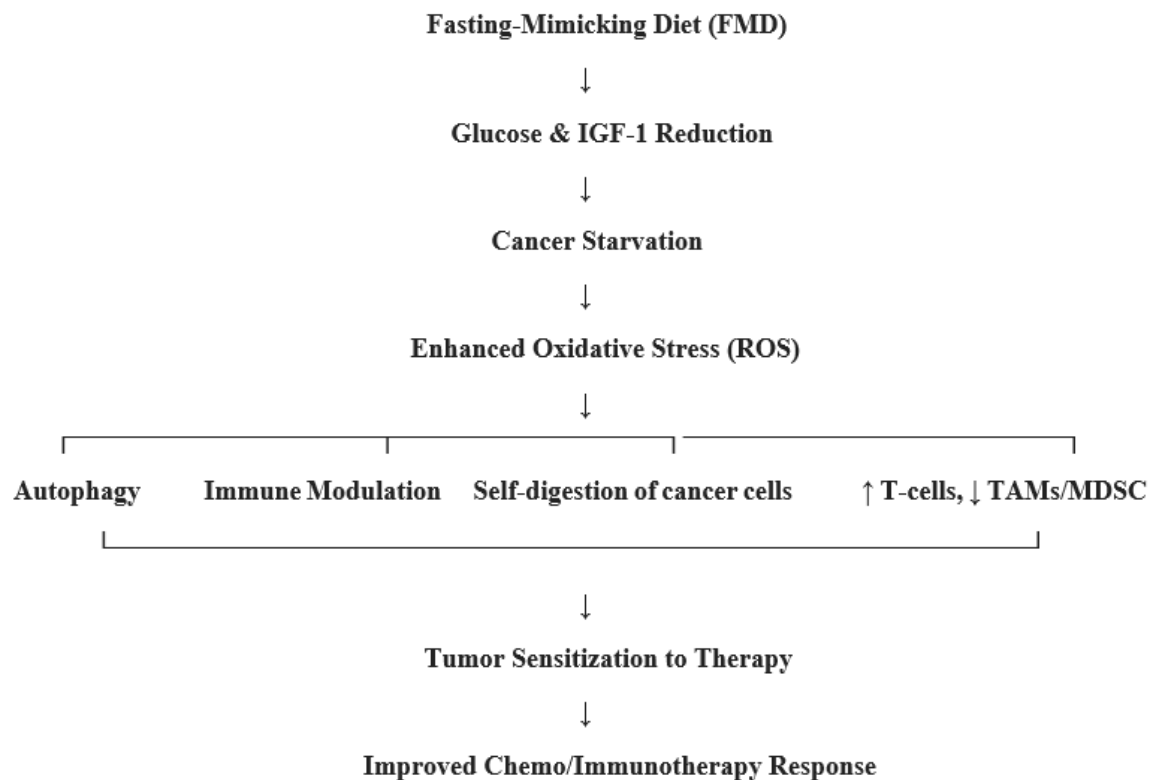 Fasting-Mimicking Diet (FMD)
↓
Glucose & IGF-1 Reduction
↓
Cancer Starvation
↓
Enhanced Oxidative Stress (ROS)
↓
Autophagy Immune Modulation Self-digestion of cancer cells ↑ T-cells, ↓ TAMs/MDSC
↓
Tumor Sensitization to Therapy
↓
Improved Chemo/Immunotherapy Response